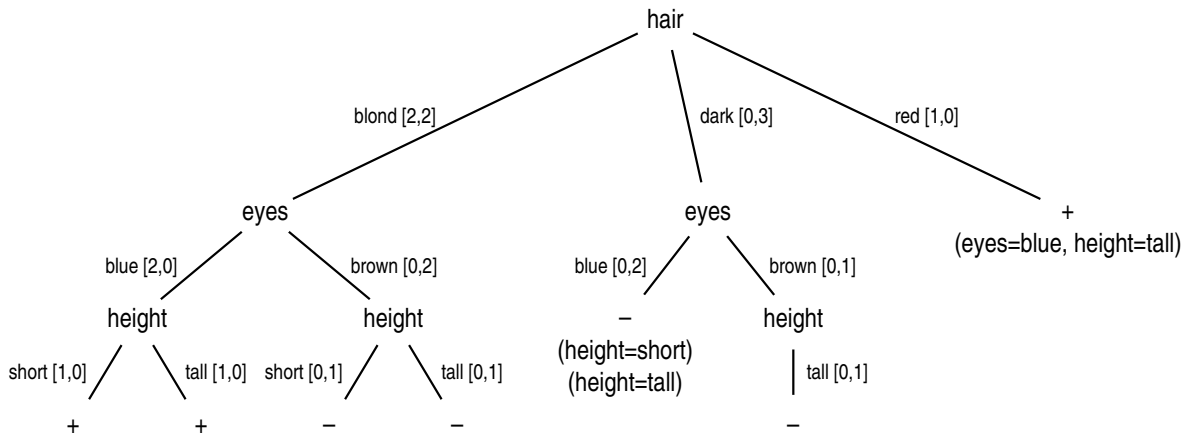 hair
blond [2,2]
dark [0,3]
red [1,0]
eyes
eyes
+
(eyes=blue, height=tall)
blue [2,0]
brown [0,2]
blue [0,2]
brown [0,1]
height
height
–
(height=short)
(height=tall)
height
short [1,0]
tall [1,0]
short [0,1]
tall [0,1]
tall [0,1]
+
+
–
–
–